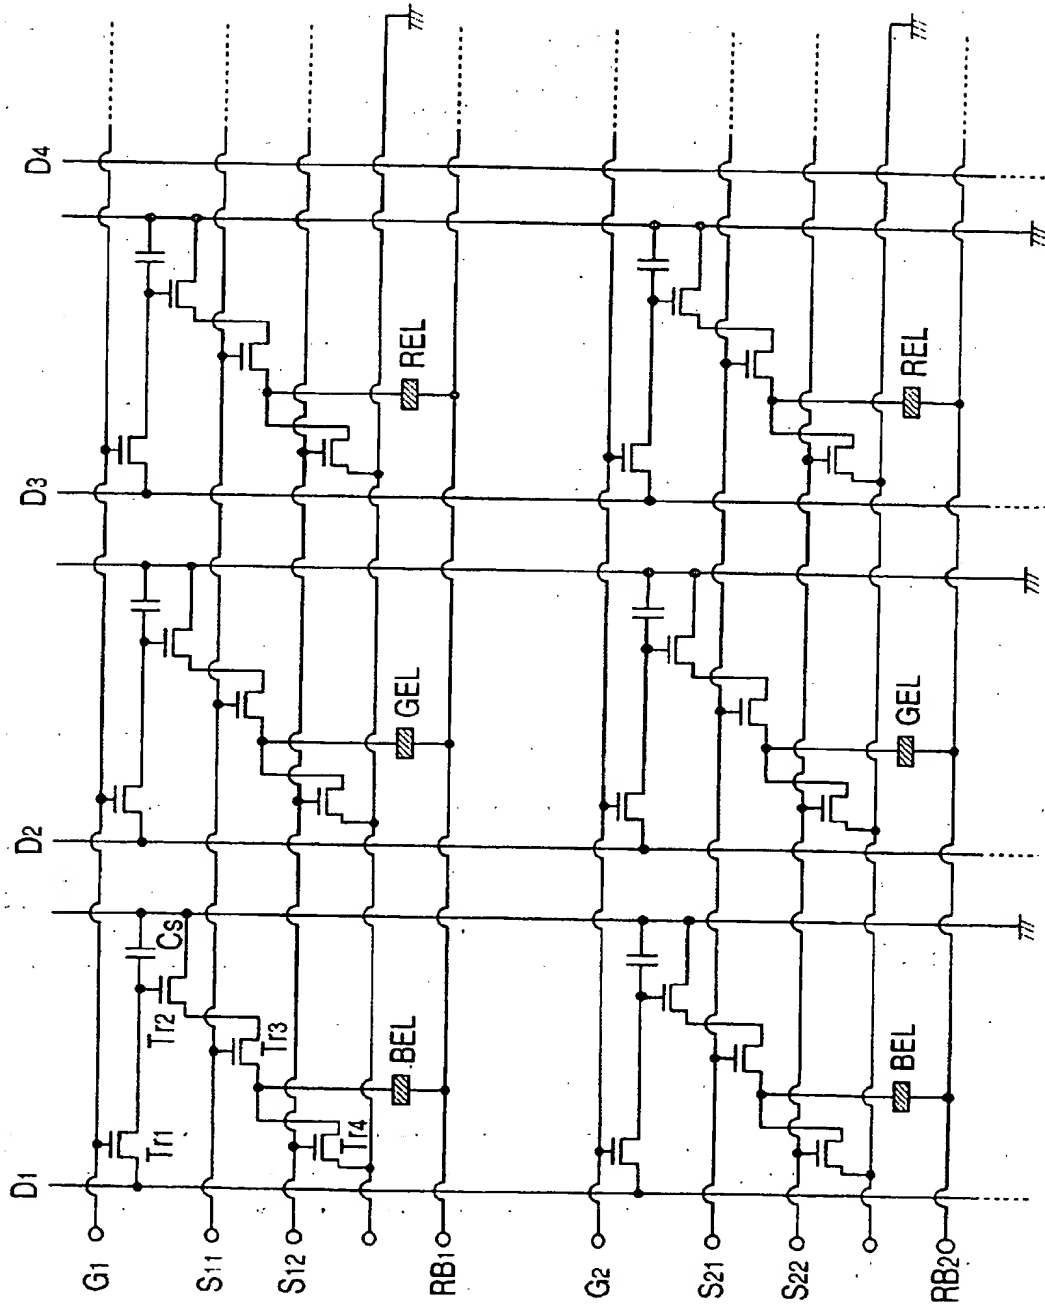 D1
D2
D3
D4
G1
Tr1
Tr2
Cs
S11
Tr3
S12
Tr4
BEL
GEL
REL
RB1
G2
S21
S22
BEL
GEL
REL
RB2